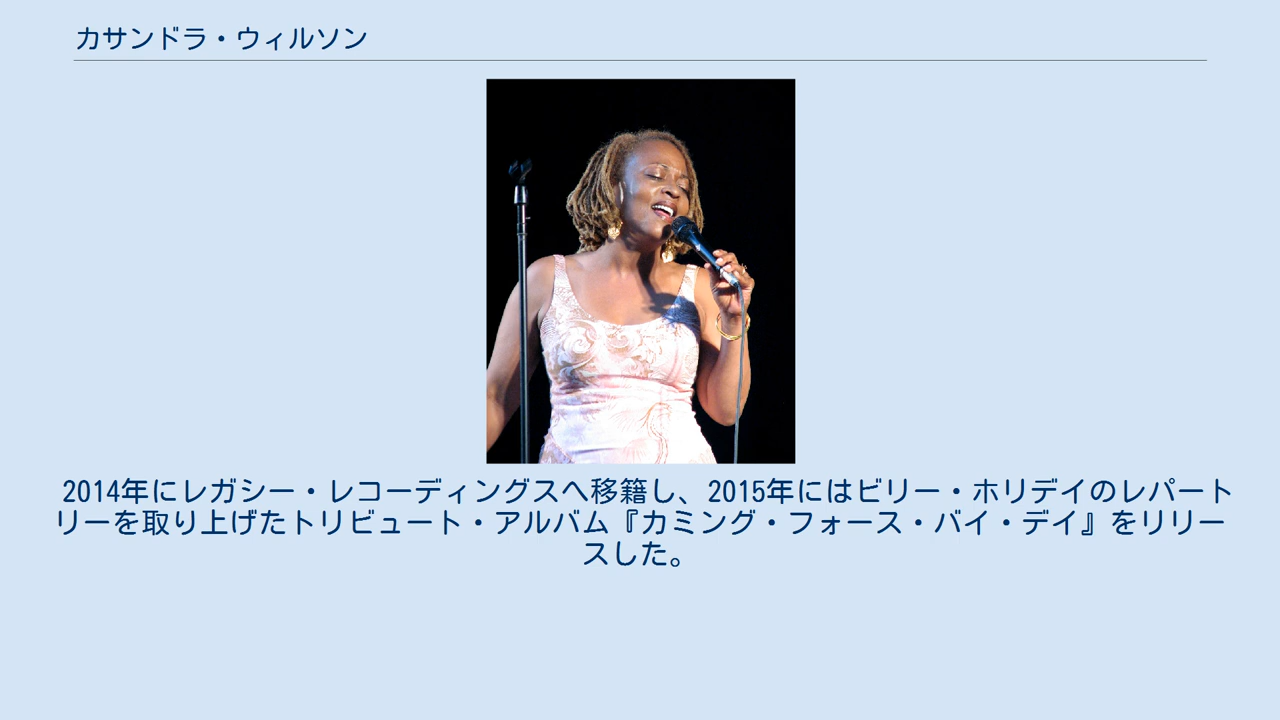 カサンドラ・ウィルソン
2014年にレガシー・レコーディングスへ移籍し、2015年にはビリー・ホリデイのレパート
リーを取り上げたトリビュート・アルバム『カミング・フォース・バイ・デイ』をリリー
スした。